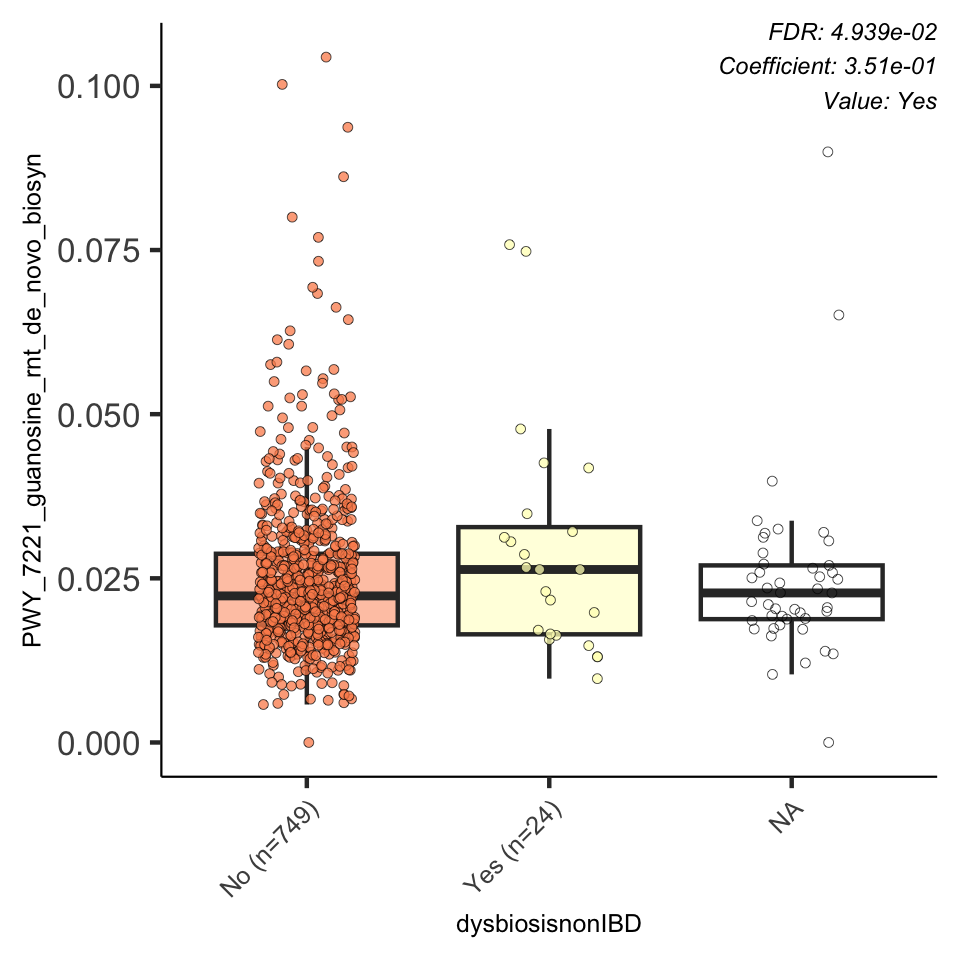 FDR: 4.939e-02
Coefficient: 3.51e-01
Value: Yes
PWY_7221_guanosine_rnt_de_novo_biosyn
0.100
0.075
0.050
0.025
0.000
No (n=749)
Yes (n=24)
NA
dysbiosisnonIBD